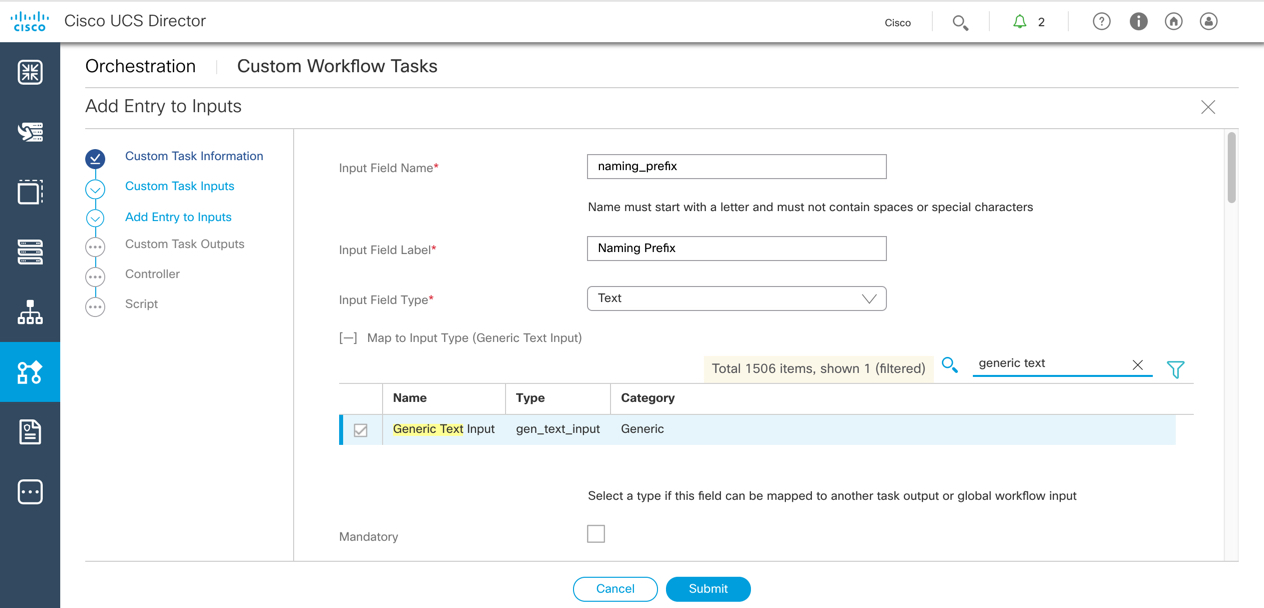 CISCO
Cisco UCS Director
Cisco
2
?
i
Orchestration
Custom Workflow Tasks
Add Entry to Inputs
Custom Task Information
Custom Task Inputs
Add Entry to Inputs
Custom Task Outputs
Controller
Script
Input Field Name*
naming_prefix
Name must start with a letter and must not contain spaces or special characters
Input Field Label*
Naming Prefix
Input Field Type*
Text
[—] Map to Input Type (Generic Text Input)
Total 1506 items, shown 1 (filtered)
generic text
Name Type Category
Generic Text Input gen_text_input Generic
Select a type if this field can be mapped to another task output or global workflow input
Mandatory
Cancel
Submit